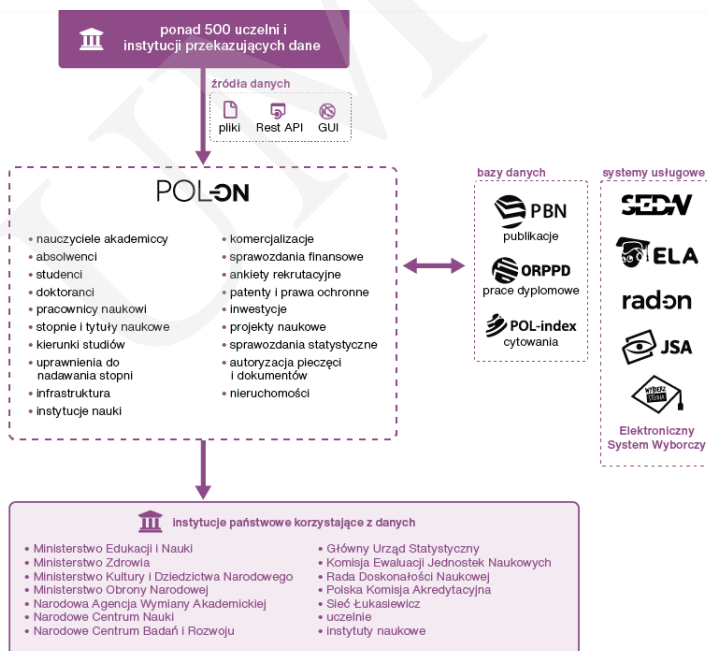 ponad 500 uczelni i
instytucji przekazujących dane
źródła danych
pliki Rest API GUI
POL-ON
• nauczyciele akademiccy
• absolwenci
• studenci
• doktoranci
• pracownicy naukowi
• stopnie i tytuły naukowe
• kierunki studiów
• uprawnienia do
nadawania stopni
• infrastruktura
• instytucje nauki
• komercjalizacje
• sprawozdania finansowe
• ankiety rekrutacyjne
• patenty i prawa ochronne
• inwestycje
• projekty naukowe
• sprawozdania statystyczne
• autoryzacja pieczęci
i dokumentów
• nieruchomości
bazy danych
PBN
publikacje
ORPPD
prace dyplomowe
POL-index
cytowania
systemy usługowe
SEDN
ELA
radon
JSA
WYBIERZ
STUDIA
Elektroniczny
System Wyborczy
Instytucje państwowe korzystające z danych
• Ministerstwo Edukacji i Nauki
• Ministerstwo Zdrowia
• Ministerstwo Kultury i Dziedzictwa Narodowego
• Ministerstwo Obrony Narodowej
• Narodowa Agencja Wymiany Akademickiej
• Narodowe Centrum Nauki
• Narodowe Centrum Badań i Rozwoju
• Główny Urząd Statystyczny
• Komisja Ewaluacji Jednostek Naukowych
• Rada Doskonałości Naukowej
• Polska Komisja Akredytacyjna
• Sieć Łukasiewicz
• uczelnie
• instytuty naukowe